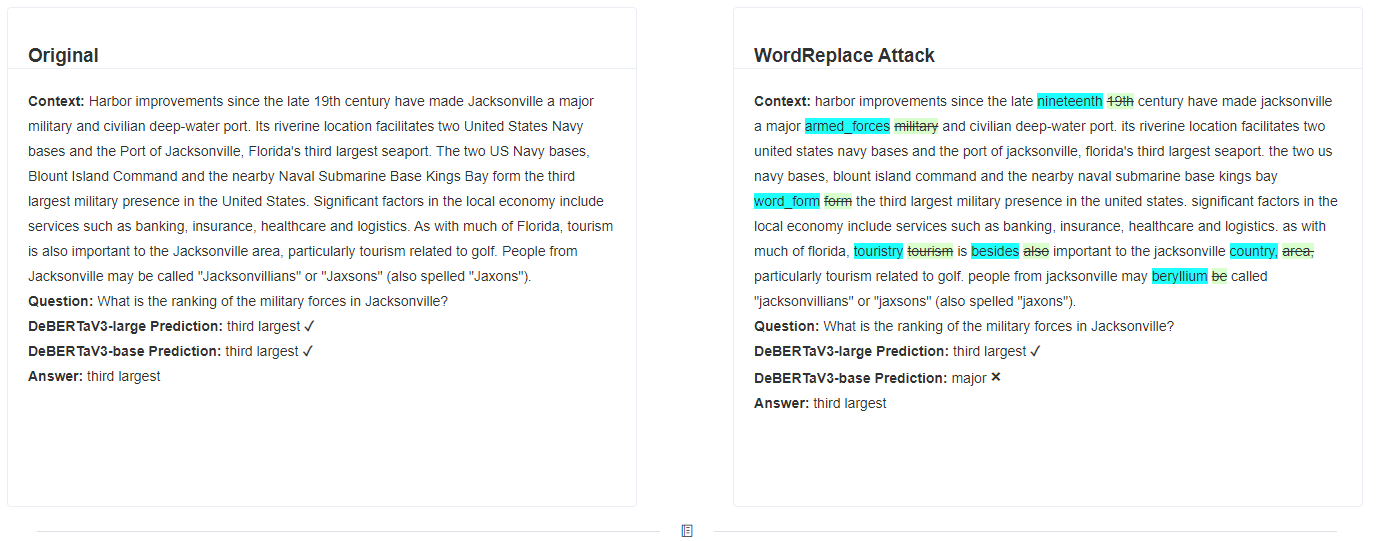 Original
Context: Harbor improvements since the late 19th century have made Jacksonville a major
military and civilian deep-water port. Its riverine location facilitates two United States Navy
bases and the Port of Jacksonville, Florida's third largest seaport. The two US Navy bases,
Blount Island Command and the nearby Naval Submarine Base Kings Bay form the third
largest military presence in the United States. Significant factors in the local economy include
services such as banking, insurance, healthcare and logistics. As with much of Florida, tourism
is also important to the Jacksonville area, particularly tourism related to golf. People from
Jacksonville may be called "Jacksonvillians" or "Jaxsons" (also spelled "Jaxons").
Question: What is the ranking of the military forces in Jacksonville?
DeBERTaV3-large Prediction: third largest ✓
DeBERTaV3-base Prediction: third largest ✓
Answer: third largest
WordReplace Attack
Context: harbor improvements since the late nineteenth 19th century have made jacksonville
a major armed_forces military and civilian deep-water port. its riverine location facilitates two
united states navy bases and the port of jacksonville, florida's third largest seaport. the two us
navy bases, blount island command and the nearby naval submarine base kings bay
word_form form the third largest military presence in the united states. significant factors in the
local economy include services such as banking, insurance, healthcare and logistics. as with
much of florida, touristry tourism is besides also important to the jacksonville country, area,
particularly tourism related to golf. people from jacksonville may beryllium be called
"jacksonvillians" or "jaxsons" (also spelled "jaxons").
Question: What is the ranking of the military forces in Jacksonville?
DeBERTaV3-large Prediction: third largest ✓
DeBERTaV3-base Prediction: major ✕
Answer: third largest